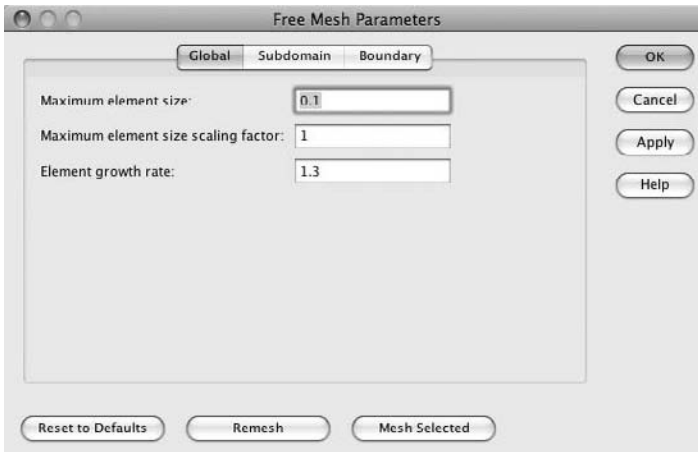 Free Mesh Parameters
Global Subdomain Boundary
Maximum element size: 0.1
Maximum element size scaling factor: 1
Element growth rate: 1.3
OK
Cancel
Apply
Help
Reset to Defaults Remesh Mesh Selected